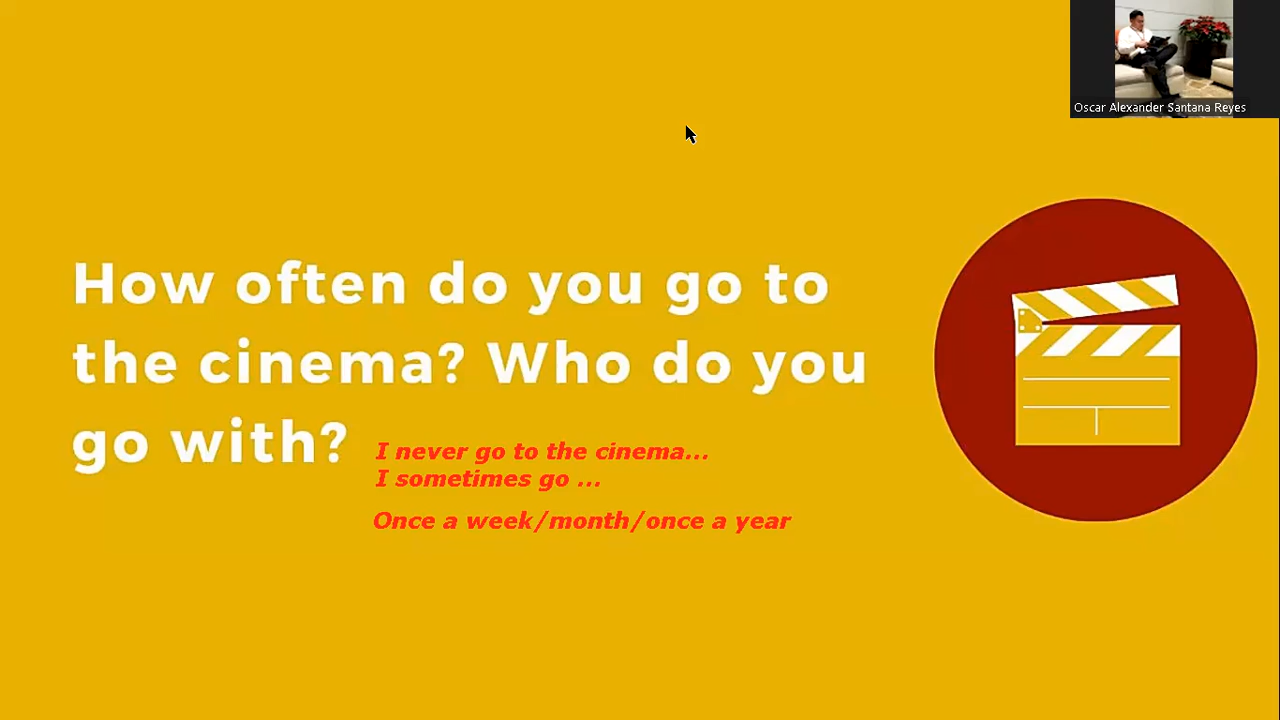 Oscar Alexander Santana Reyes
How often do you go to
the cinema? Who do you
go with?
I never go to the cinema...
I sometimes go ...
Once a week/month/once a year